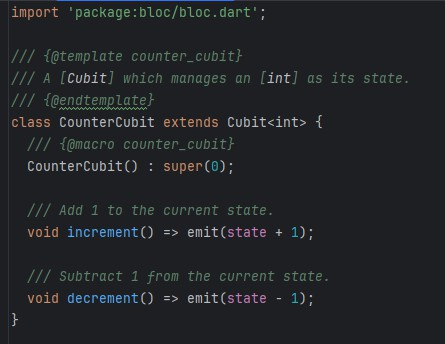 import 'package:bloc/bloc.dart';
/// {@template counter_cubit}
/// A [Cubit] which manages an [int] as its state.
/// {@endtemplate}
class CounterCubit extends Cubit<int> {
/// {@macro counter_cubit}
CounterCubit() : super(0);
/// Add 1 to the current state.
void increment() => emit(state + 1);
/// Subtract 1 from the current state.
void decrement() => emit(state - 1);
}